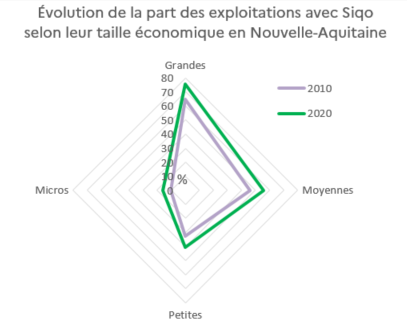 Évolution de la part des exploitations avec Siqo
selon leur taille économique en Nouvelle-Aquitaine
Grandes
80
70
60
50
40
30
20
10
0
%
2010
2020
Micros
Moyennes
Petites